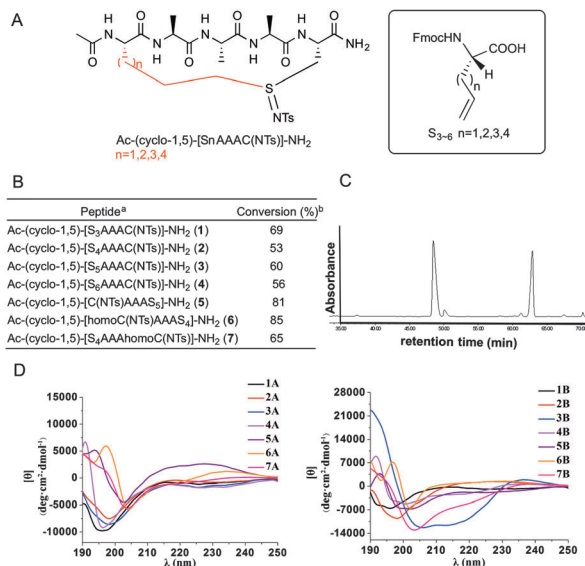 A
O
H
N
O
H
N
O
NH2
N
H
O
N
H
O
N
H
O
( )n
S
NTs
Ac-(cyclo-1,5)-[SnAAAC(NTs)]-NH2
n=1,2,3,4
FmocHN
COOH
H
( )n
S3~6 n=1,2,3,4
B
Peptideᵃ Conversion (%)ᵇ
Ac-(cyclo-1,5)-[S3AAAC(NTs)]-NH2 (1) 69
Ac-(cyclo-1,5)-[S4AAAC(NTs)]-NH2 (2) 53
Ac-(cyclo-1,5)-[S5AAAC(NTs)]-NH2 (3) 60
Ac-(cyclo-1,5)-[S6AAAC(NTs)]-NH2 (4) 56
Ac-(cyclo-1,5)-[C(NTs)AAAS5]-NH2 (5) 81
Ac-(cyclo-1,5)-[homoC(NTs)AAAS4]-NH2 (6) 85
Ac-(cyclo-1,5)-[S4AAAhomoC(NTs)]-NH2 (7) 65
C
Absorbance
retention time (min)
D
[θ]
(deg·cm²·dmol⁻¹)
15000
10000
5000
0
-5000
-10000
190 200 210 220 230 240 250
λ (nm)
1A
2A
3A
4A
5A
6A
7A
[θ]
(deg·cm²·dmol⁻¹)
28000
21000
14000
7000
0
-7000
-14000
190 200 210 220 230 240 250
λ (nm)
1B
2B
3B
4B
5B
6B
7B